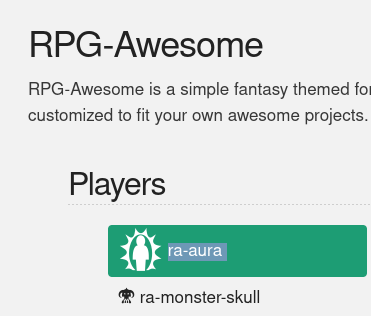 RPG-Awesome
RPG-Awesome is a simple fantasy themed for
customized to fit your own awesome projects.
Players
ra-aura
ra-monster-skull